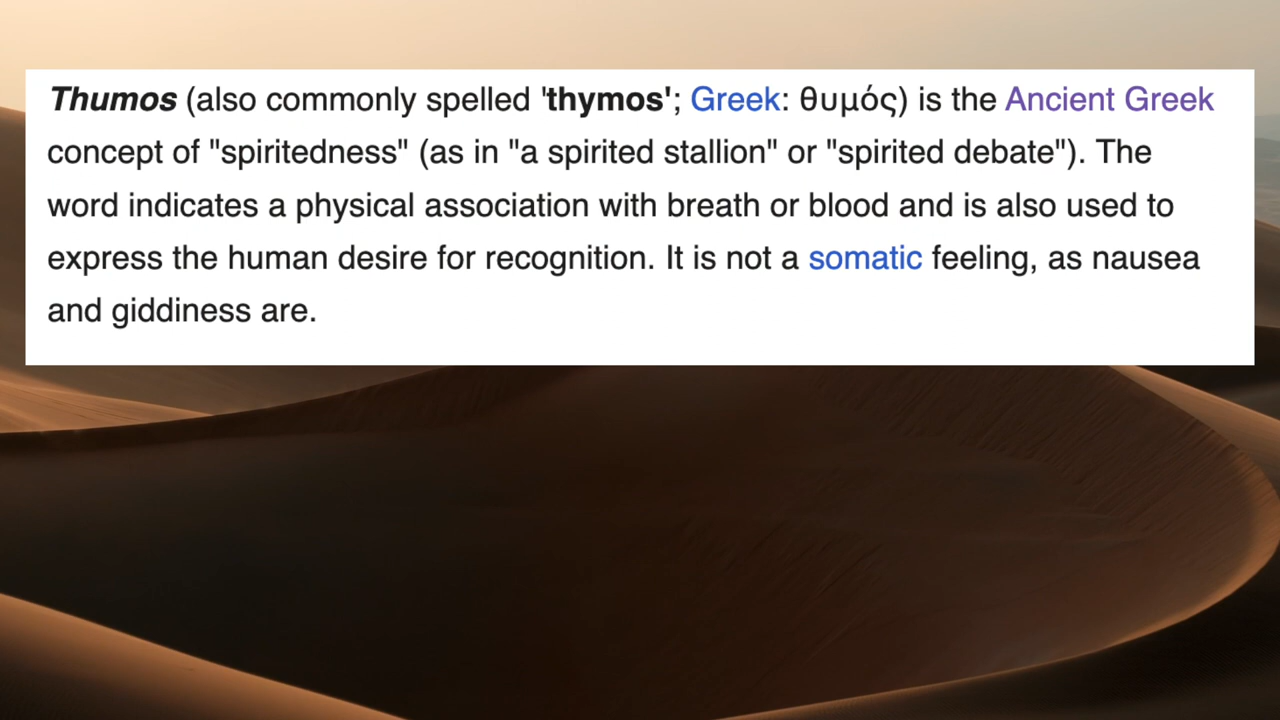 Thumos (also commonly spelled 'thymos'; Greek: θυμός) is the Ancient Greek
concept of "spiritedness" (as in "a spirited stallion" or "spirited debate"). The
word indicates a physical association with breath or blood and is also used to
express the human desire for recognition. It is not a somatic feeling, as nausea
and giddiness are.